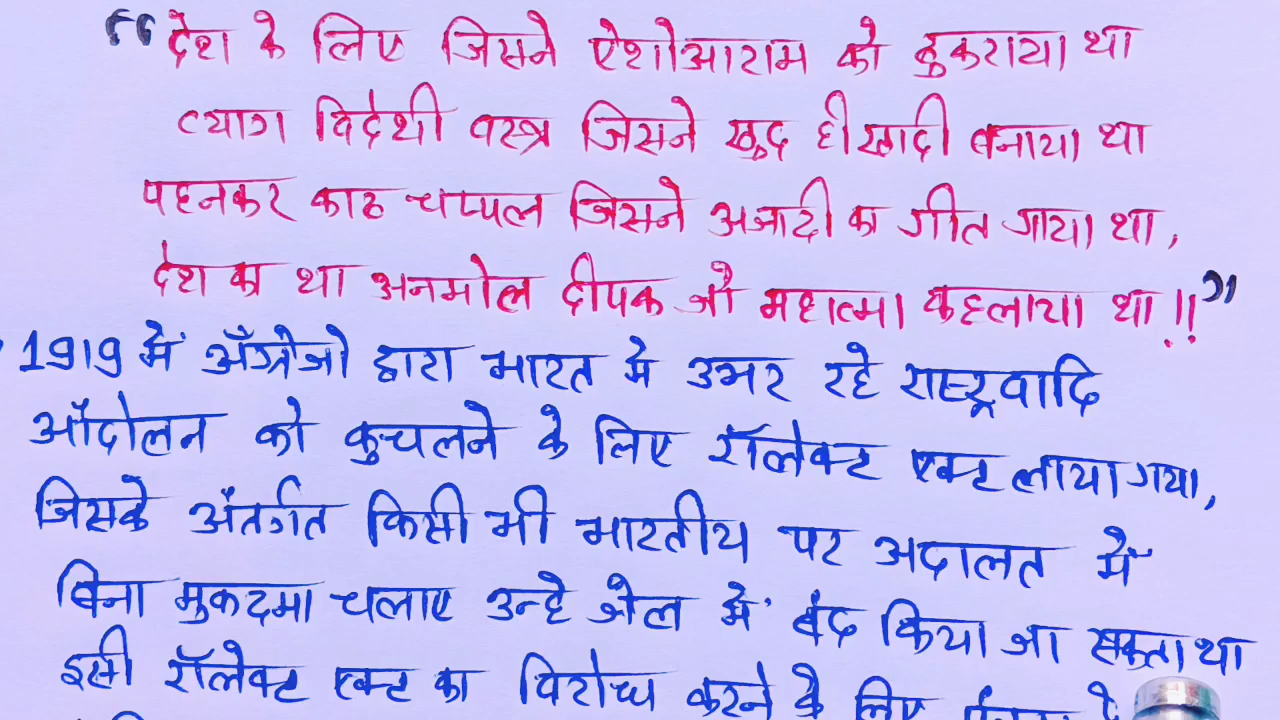 “देश के लिए जिसने ऐशोआराम को ठुकराया था
त्याग विदेशी वस्त्र जिसने खुद ही खादी बनाया था
पहनकर काठ चप्पल जिसने अजादी का गीत गाया था,
देश का था अनमोल दीपक जो महात्मा कहलाया था!!”
1919 में अँग्रेजो द्वारा भारत मे उभर रहे राष्ट्रवादि
आँदोलन को कुचलने के लिए रॉलेक्ट एक्ट लाया गया,
जिसके अंतर्गत किसी भी भारतीय पर अदालत में
बिना मुकदमा चलाए उन्हे जेल में बंद किया जा सकता था
इसी रॉलेक्ट एक्ट का विरोध करने के लिए